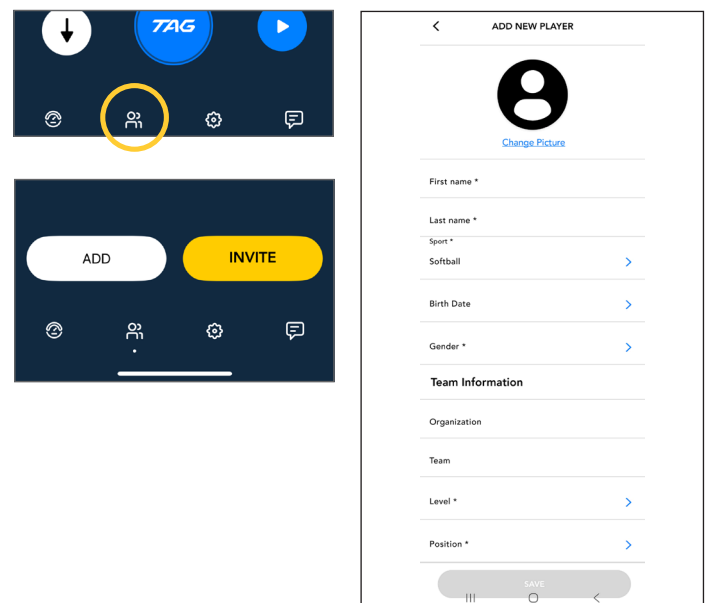 TAG
ADD
INVITE
ADD NEW PLAYER
Change Picture
First name *
Last name *
Sport *
Softball
Birth Date
Gender *
Team Information
Organization
Team
Level *
Position *
SAVE